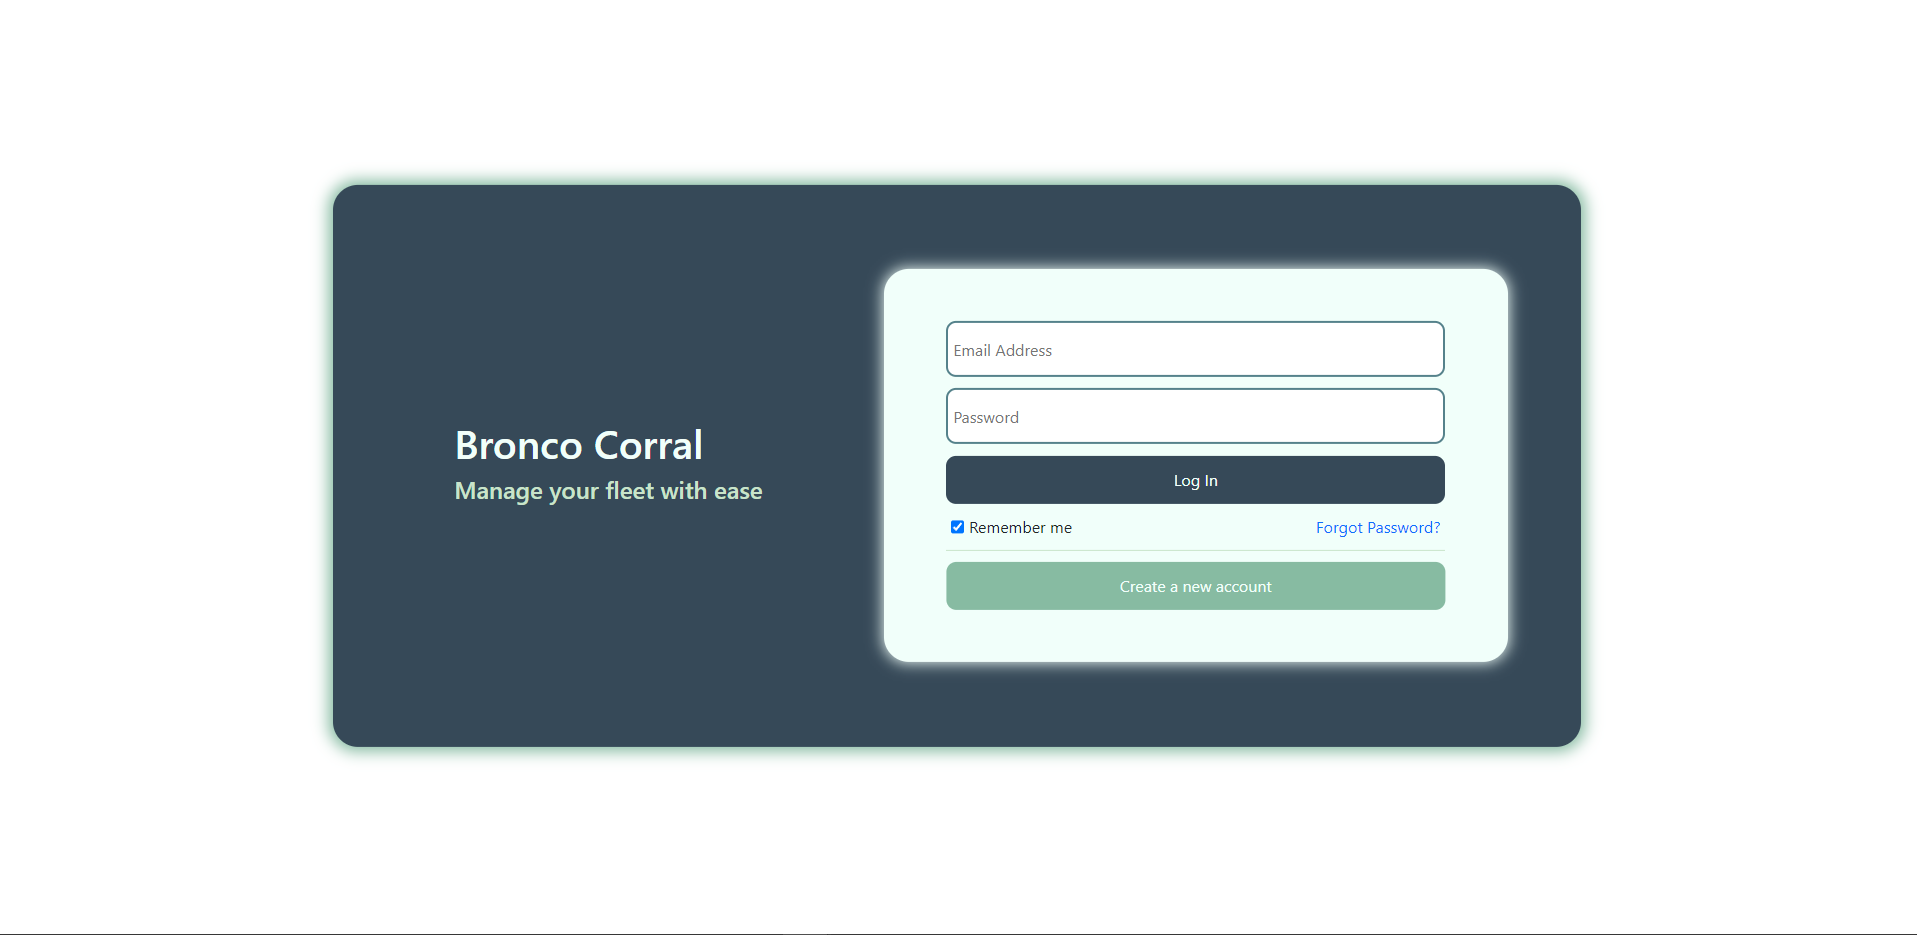 Bronco Corral
Manage your fleet with ease
Email Address
Password
Log In
Remember me
Forgot Password?
Create a new account